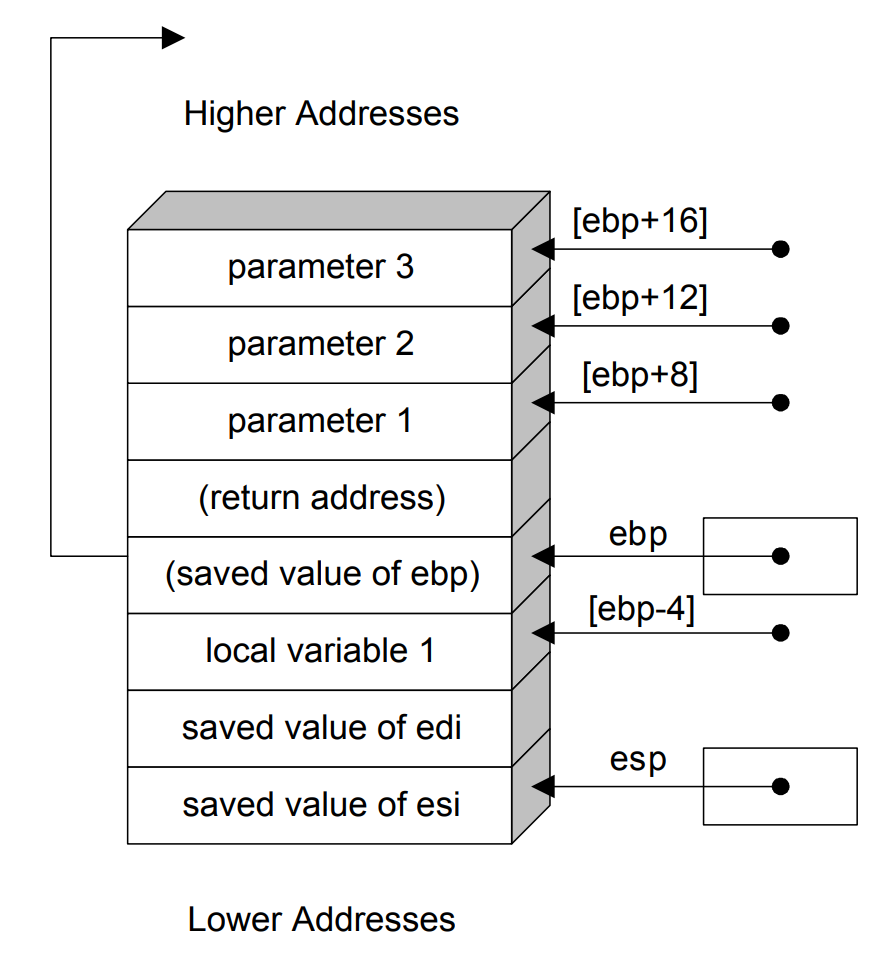 Higher Addresses
[ebp+16]
parameter 3
[ebp+12]
parameter 2
[ebp+8]
parameter 1
(return address)
ebp
(saved value of ebp)
[ebp-4]
local variable 1
saved value of edi
esp
saved value of esi
Lower Addresses